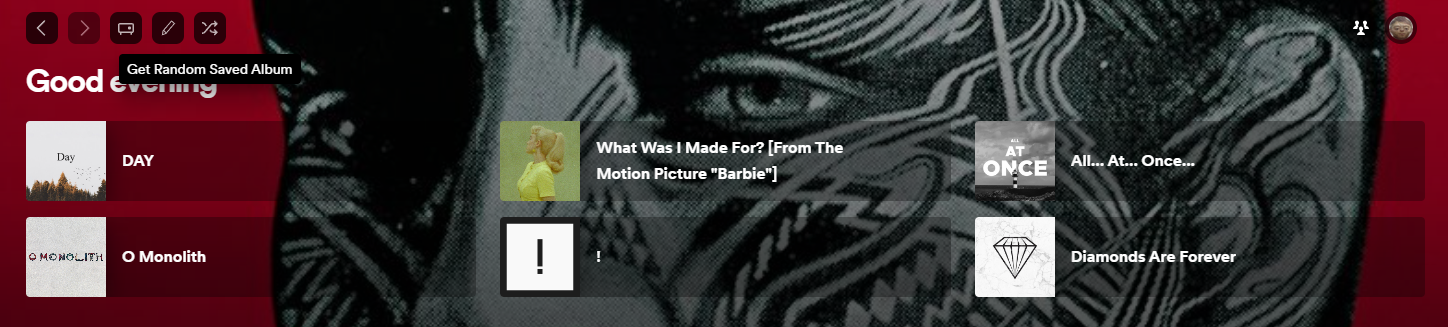 Get Random Saved Album
Good evening
Day
DAY
What Was I Made For? [From The
Motion Picture "Barbie"]
ALL
AT
ONCE
All... At... Once...
O MONOLITH
O Monolith
!
!
Diamonds Are Forever